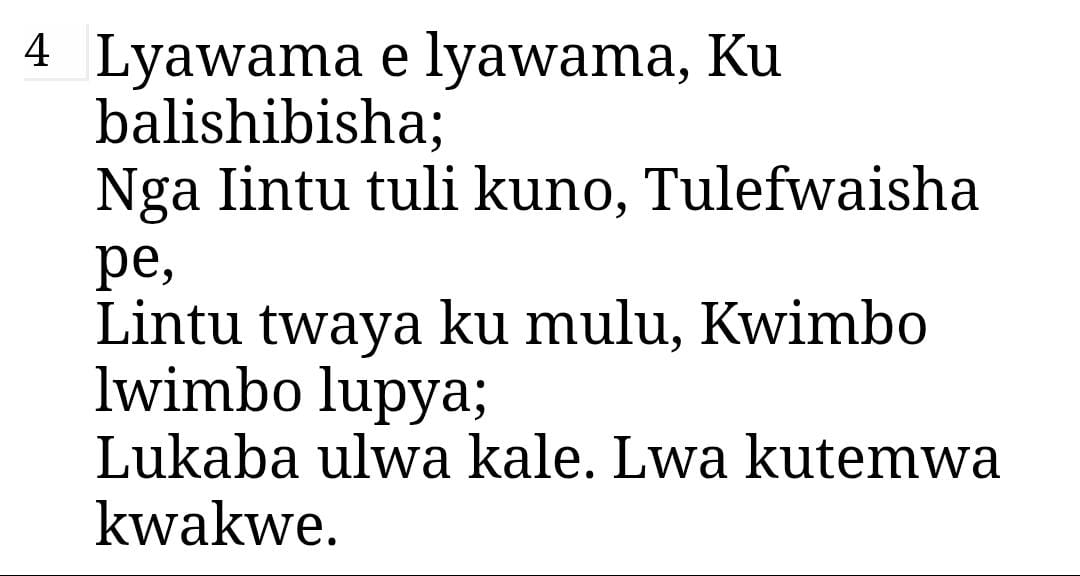 4 Lyawama e lyawama, Ku
balishibisha;
Nga Iintu tuli kuno, Tulefwaisha
pe,
Lintu twaya ku mulu, Kwimbo
lwimbo lupya;
Lukaba ulwa kale. Lwa kutemwa
kwakwe.